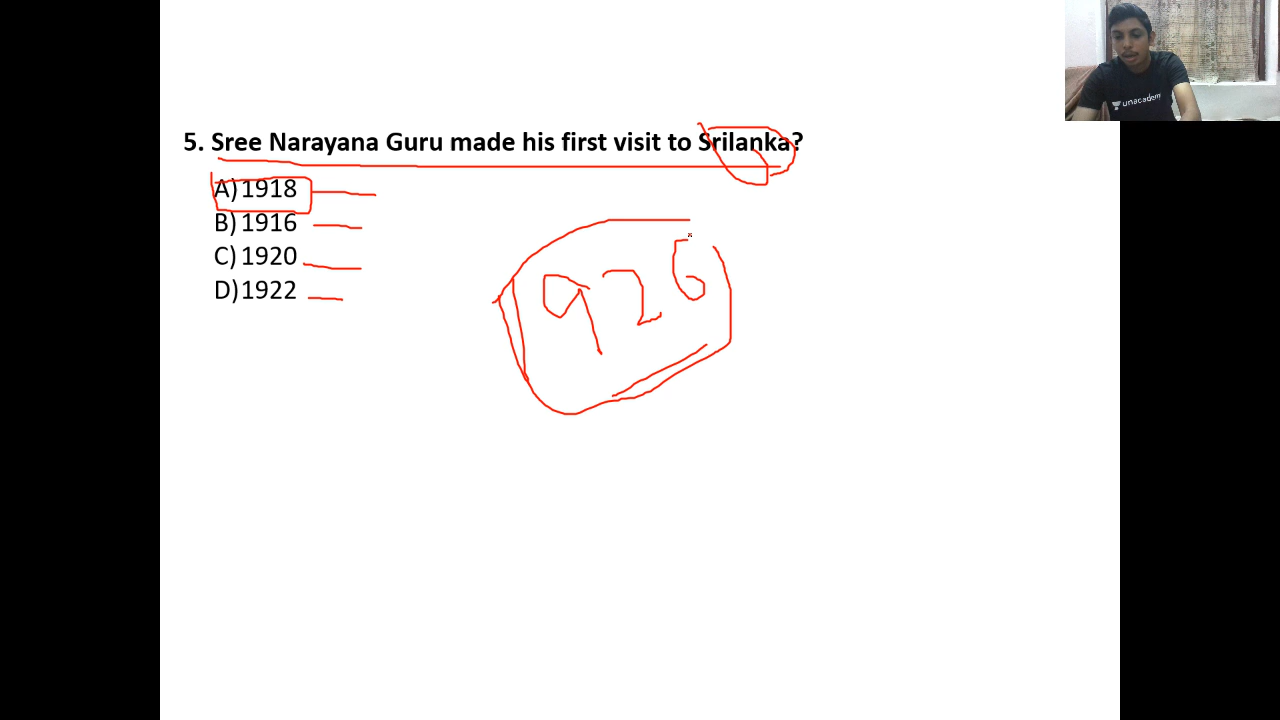 5. Sree Narayana Guru made his first visit to Srilanka?
A) 1918
B) 1916
C) 1920
D) 1922
926
unacademy